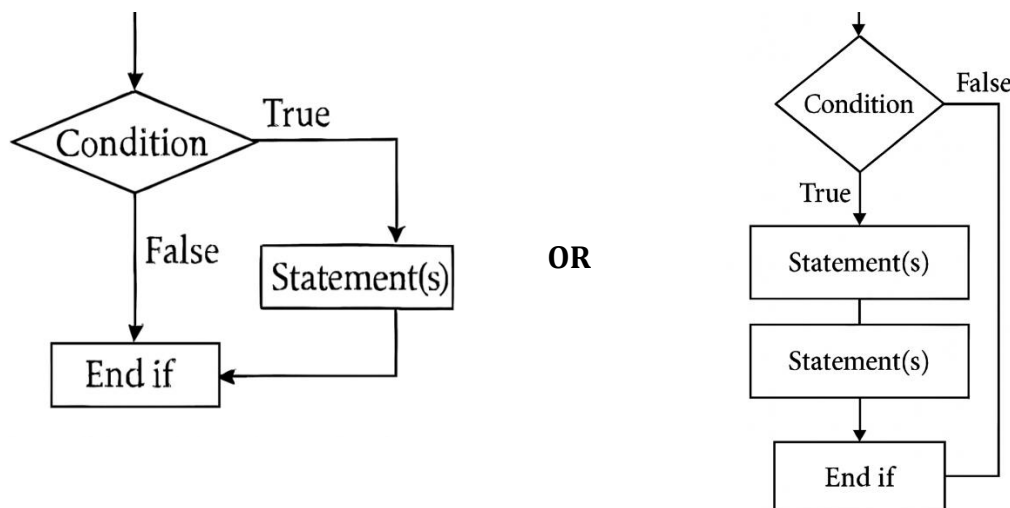 Condition
True
False
Statement(s)
End if
OR
Condition
False
True
Statement(s)
Statement(s)
End if